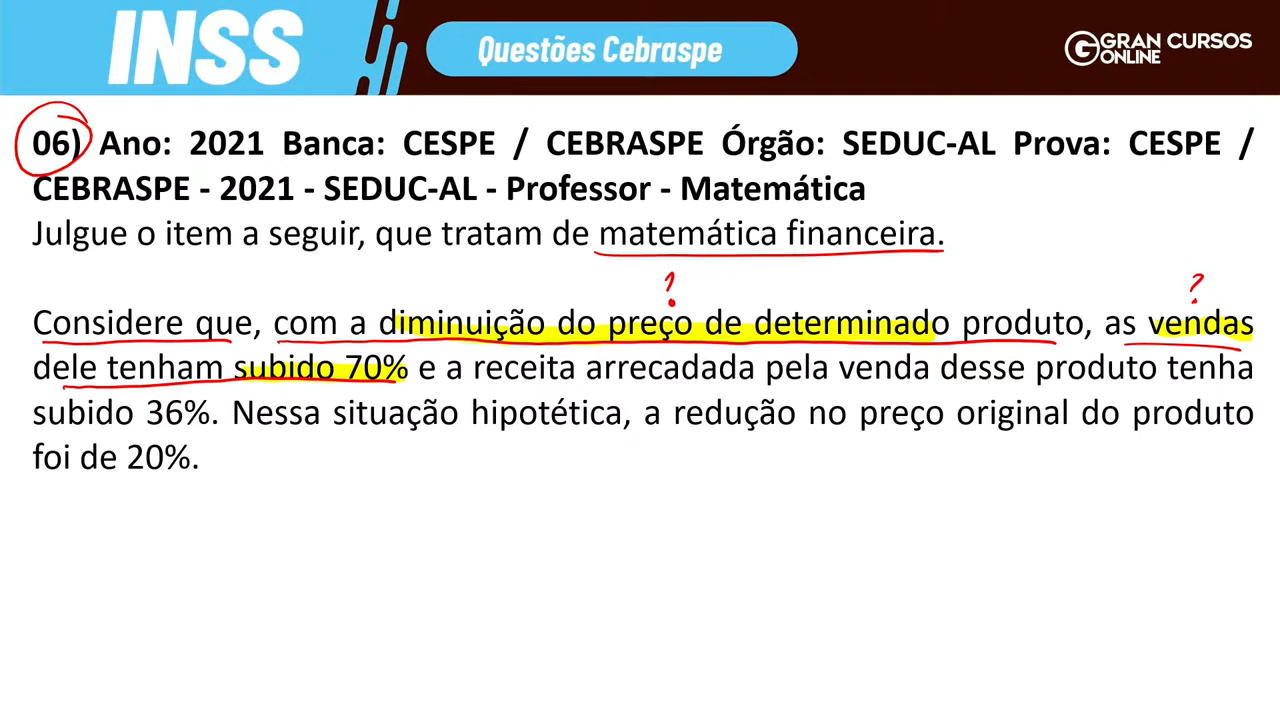 INSS
Questões Cebraspe
GRAN CURSOS
ONLINE
06) Ano: 2021 Banca: CESPE / CEBRASPE Órgão: SEDUC-AL Prova: CESPE /
CEBRASPE - 2021 - SEDUC-AL - Professor - Matemática
Julgue o item a seguir, que tratam de matemática financeira.
? ?
Considere que, com a diminuição do preço de determinado produto, as vendas
dele tenham subido 70% e a receita arrecadada pela venda desse produto tenha
subido 36%. Nessa situação hipotética, a redução no preço original do produto
foi de 20%.